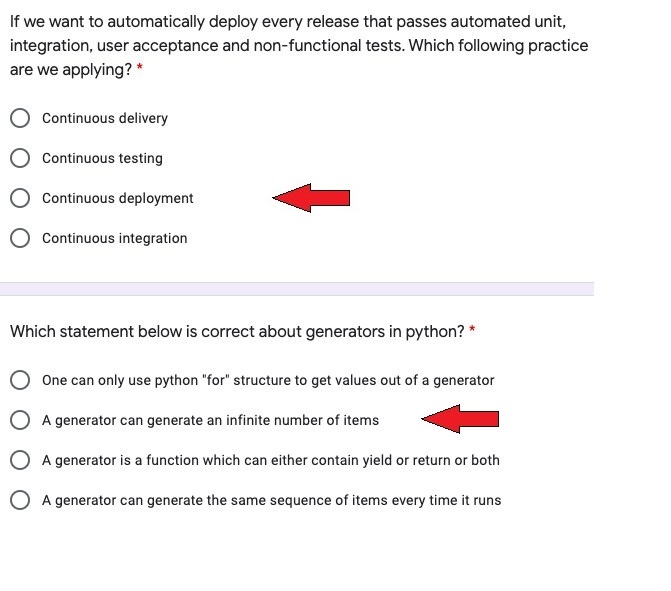 If we want to automatically deploy every release that passes automated unit,
integration, user acceptance and non-functional tests. Which following practice
are we applying? *
Continuous delivery
Continuous testing
Continuous deployment
Continuous integration
Which statement below is correct about generators in python? *
One can only use python "for" structure to get values out of a generator
A generator can generate an infinite number of items
A generator is a function which can either contain yield or return or both
A generator can generate the same sequence of items every time it runs